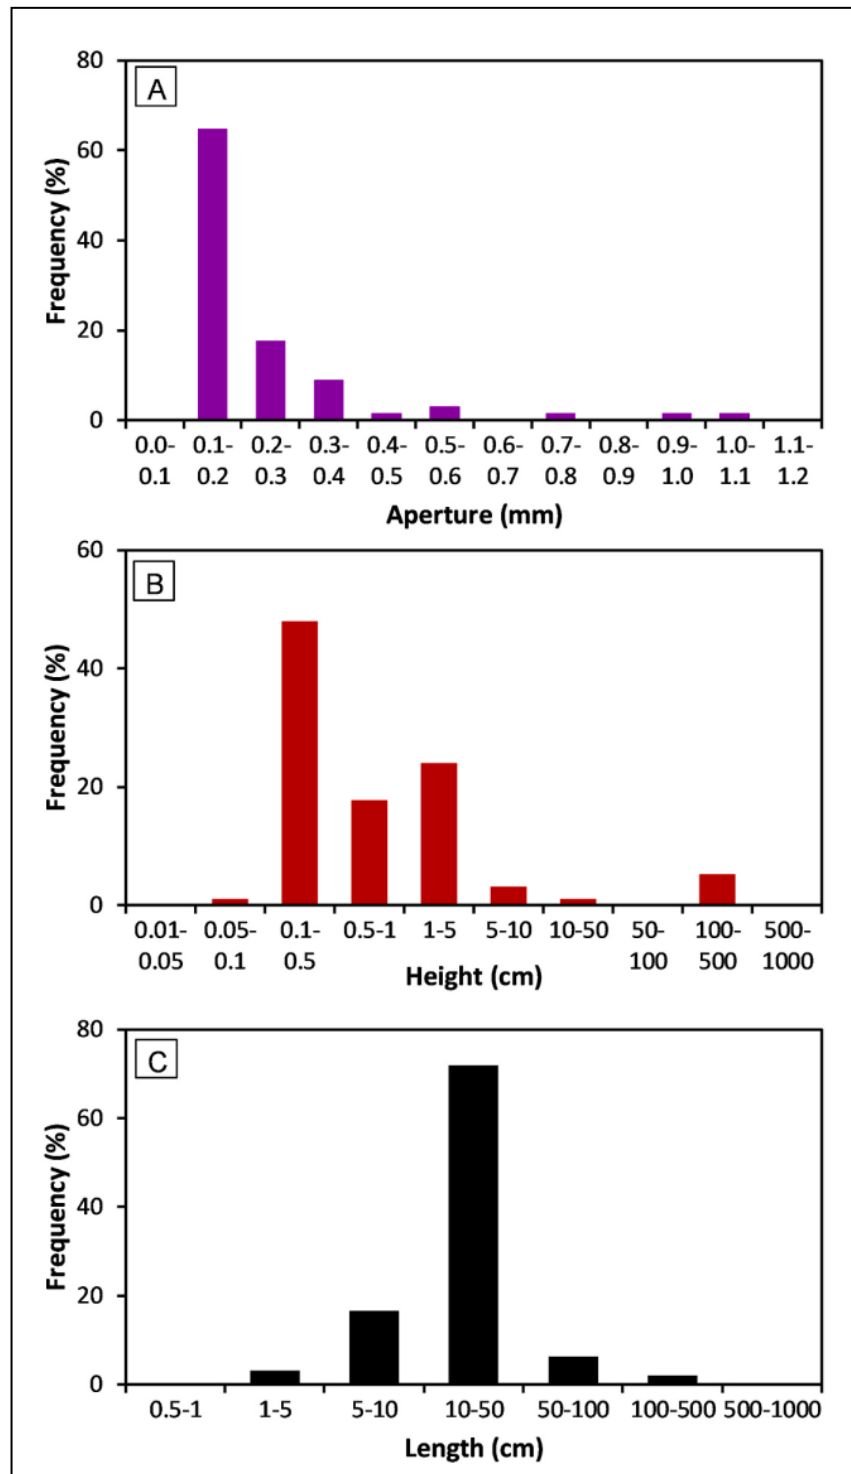 A
80
60
40
20
0
Frequency (%)
0.0- 0.1- 0.2- 0.3- 0.4- 0.5- 0.6- 0.7- 0.8- 0.9- 1.0- 1.1-
0.1 0.2 0.3 0.4 0.5 0.6 0.7 0.8 0.9 1.0 1.1 1.2
Aperture (mm)
B
60
40
20
0
Frequency (%)
0.01- 0.05- 0.1- 0.5-1 1-5 5-10 10-50 50- 100- 500-
0.05 0.1 0.5 100 500 1000
Height (cm)
C
80
60
40
20
0
Frequency (%)
0.5-1 1-5 5-10 10-50 50-100 100-500 500-1000
Length (cm)